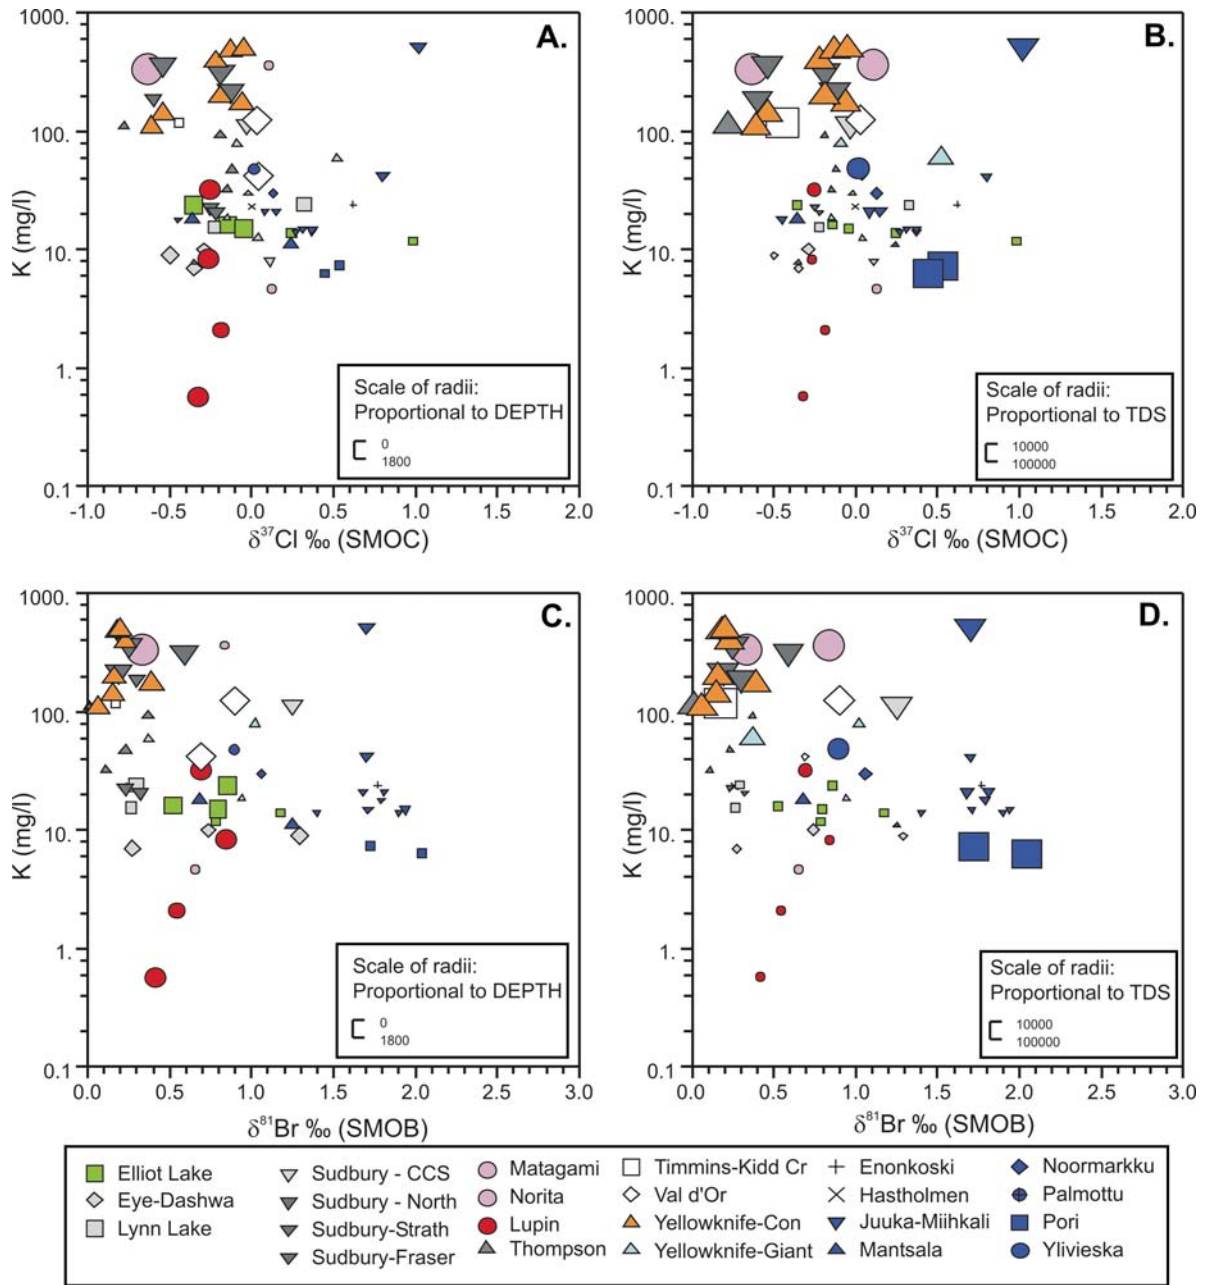 A.
1000.
100.
10.
1.
0.1
K (mg/l)
Scale of radii:
Proportional to DEPTH
0
1800
-1.0 -0.5 0.0 0.5 1.0 1.5 2.0
δ³⁷Cl ‰ (SMOC)
B.
1000.
100.
10.
1.
0.1
K (mg/l)
Scale of radii:
Proportional to TDS
10000
100000
-1.0 -0.5 0.0 0.5 1.0 1.5 2.0
δ³⁷Cl ‰ (SMOC)
C.
1000.
100.
10.
1.
0.1
K (mg/l)
Scale of radii:
Proportional to DEPTH
0
1800
0.0 0.5 1.0 1.5 2.0 2.5 3.0
δ⁸¹Br ‰ (SMOB)
D.
1000.
100.
10.
1.
0.1
K (mg/l)
Scale of radii:
Proportional to TDS
10000
100000
0.0 0.5 1.0 1.5 2.0 2.5 3.0
δ⁸¹Br ‰ (SMOB)
Elliot Lake
Eye-Dashwa
Lynn Lake
Sudbury - CCS
Sudbury - North
Sudbury-Strath
Sudbury-Fraser
Matagami
Norita
Lupin
Thompson
Timmins-Kidd Cr
Val d'Or
Yellowknife-Con
Yellowknife-Giant
Enonkoski
Hastholmen
Juuka-Miihkali
Mantsala
Noormarkku
Palmottu
Pori
Ylivieska